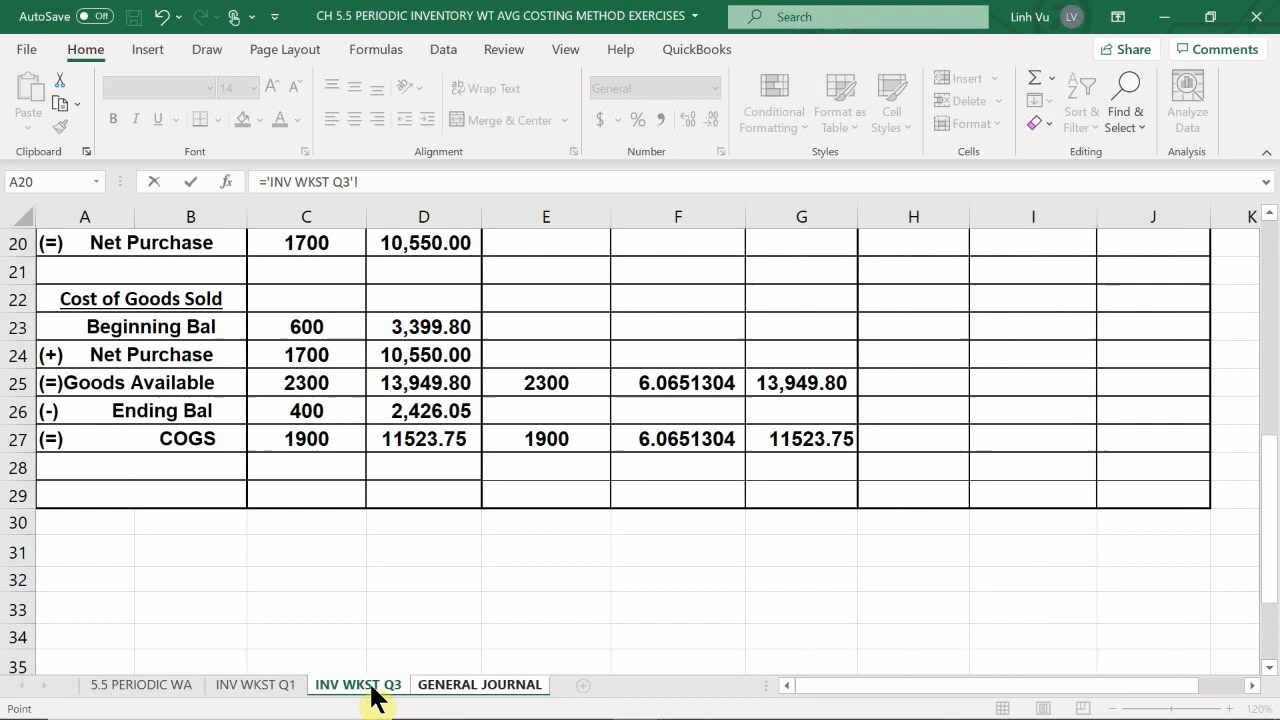 AutoSave Off CH 5.5 PERIODIC INVENTORY WT AVG COSTING METHOD EXERCISES Search Linh Vu LV
File Home Insert Draw Page Layout Formulas Data Review View Help QuickBooks Share Comments
14 A^ Aˇ Wrap Text General Insert
Paste B I U A Merge & Center $ % , Conditional Formatting Format as Table Cell Styles Delete Format Σ Sort & Filter Find & Select Analyze Data
Clipboard Font Alignment Number Styles Cells Editing Analysis
A20 fx ='INV WKST Q3'!
A B C D E F G H I J K
20 (=) Net Purchase 1700 10,550.00
21
22 Cost of Goods Sold
23 Beginning Bal 600 3,399.80
24 (+) Net Purchase 1700 10,550.00
25 (=)Goods Available 2300 13,949.80 2300 6.0651304 13,949.80
26 (-) Ending Bal 400 2,426.05
27 (=) COGS 1900 11523.75 1900 6.0651304 11523.75
28
29
30
31
32
33
34
35
5.5 PERIODIC WA INV WKST Q1 INV WKST Q3 GENERAL JOURNAL
Point 120%